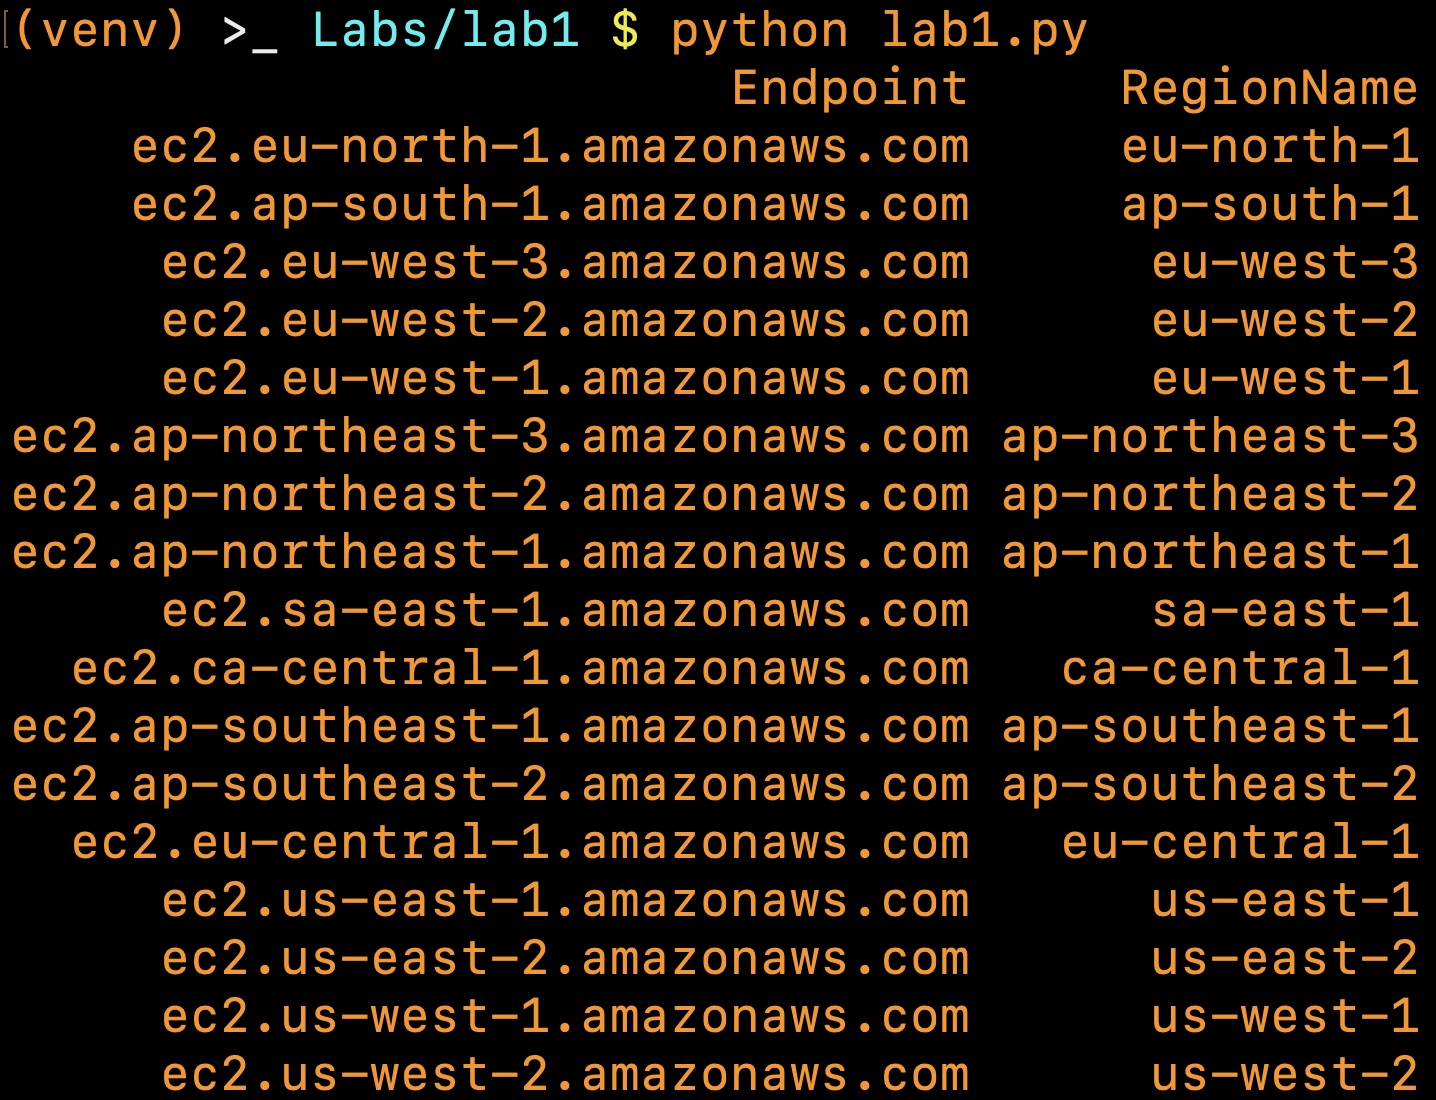 (venv) >_ Labs/lab1 $ python lab1.py
Endpoint RegionName
ec2.eu-north-1.amazonaws.com eu-north-1
ec2.ap-south-1.amazonaws.com ap-south-1
ec2.eu-west-3.amazonaws.com eu-west-3
ec2.eu-west-2.amazonaws.com eu-west-2
ec2.eu-west-1.amazonaws.com eu-west-1
ec2.ap-northeast-3.amazonaws.com ap-northeast-3
ec2.ap-northeast-2.amazonaws.com ap-northeast-2
ec2.ap-northeast-1.amazonaws.com ap-northeast-1
ec2.sa-east-1.amazonaws.com sa-east-1
ec2.ca-central-1.amazonaws.com ca-central-1
ec2.ap-southeast-1.amazonaws.com ap-southeast-1
ec2.ap-southeast-2.amazonaws.com ap-southeast-2
ec2.eu-central-1.amazonaws.com eu-central-1
ec2.us-east-1.amazonaws.com us-east-1
ec2.us-east-2.amazonaws.com us-east-2
ec2.us-west-1.amazonaws.com us-west-1
ec2.us-west-2.amazonaws.com us-west-2